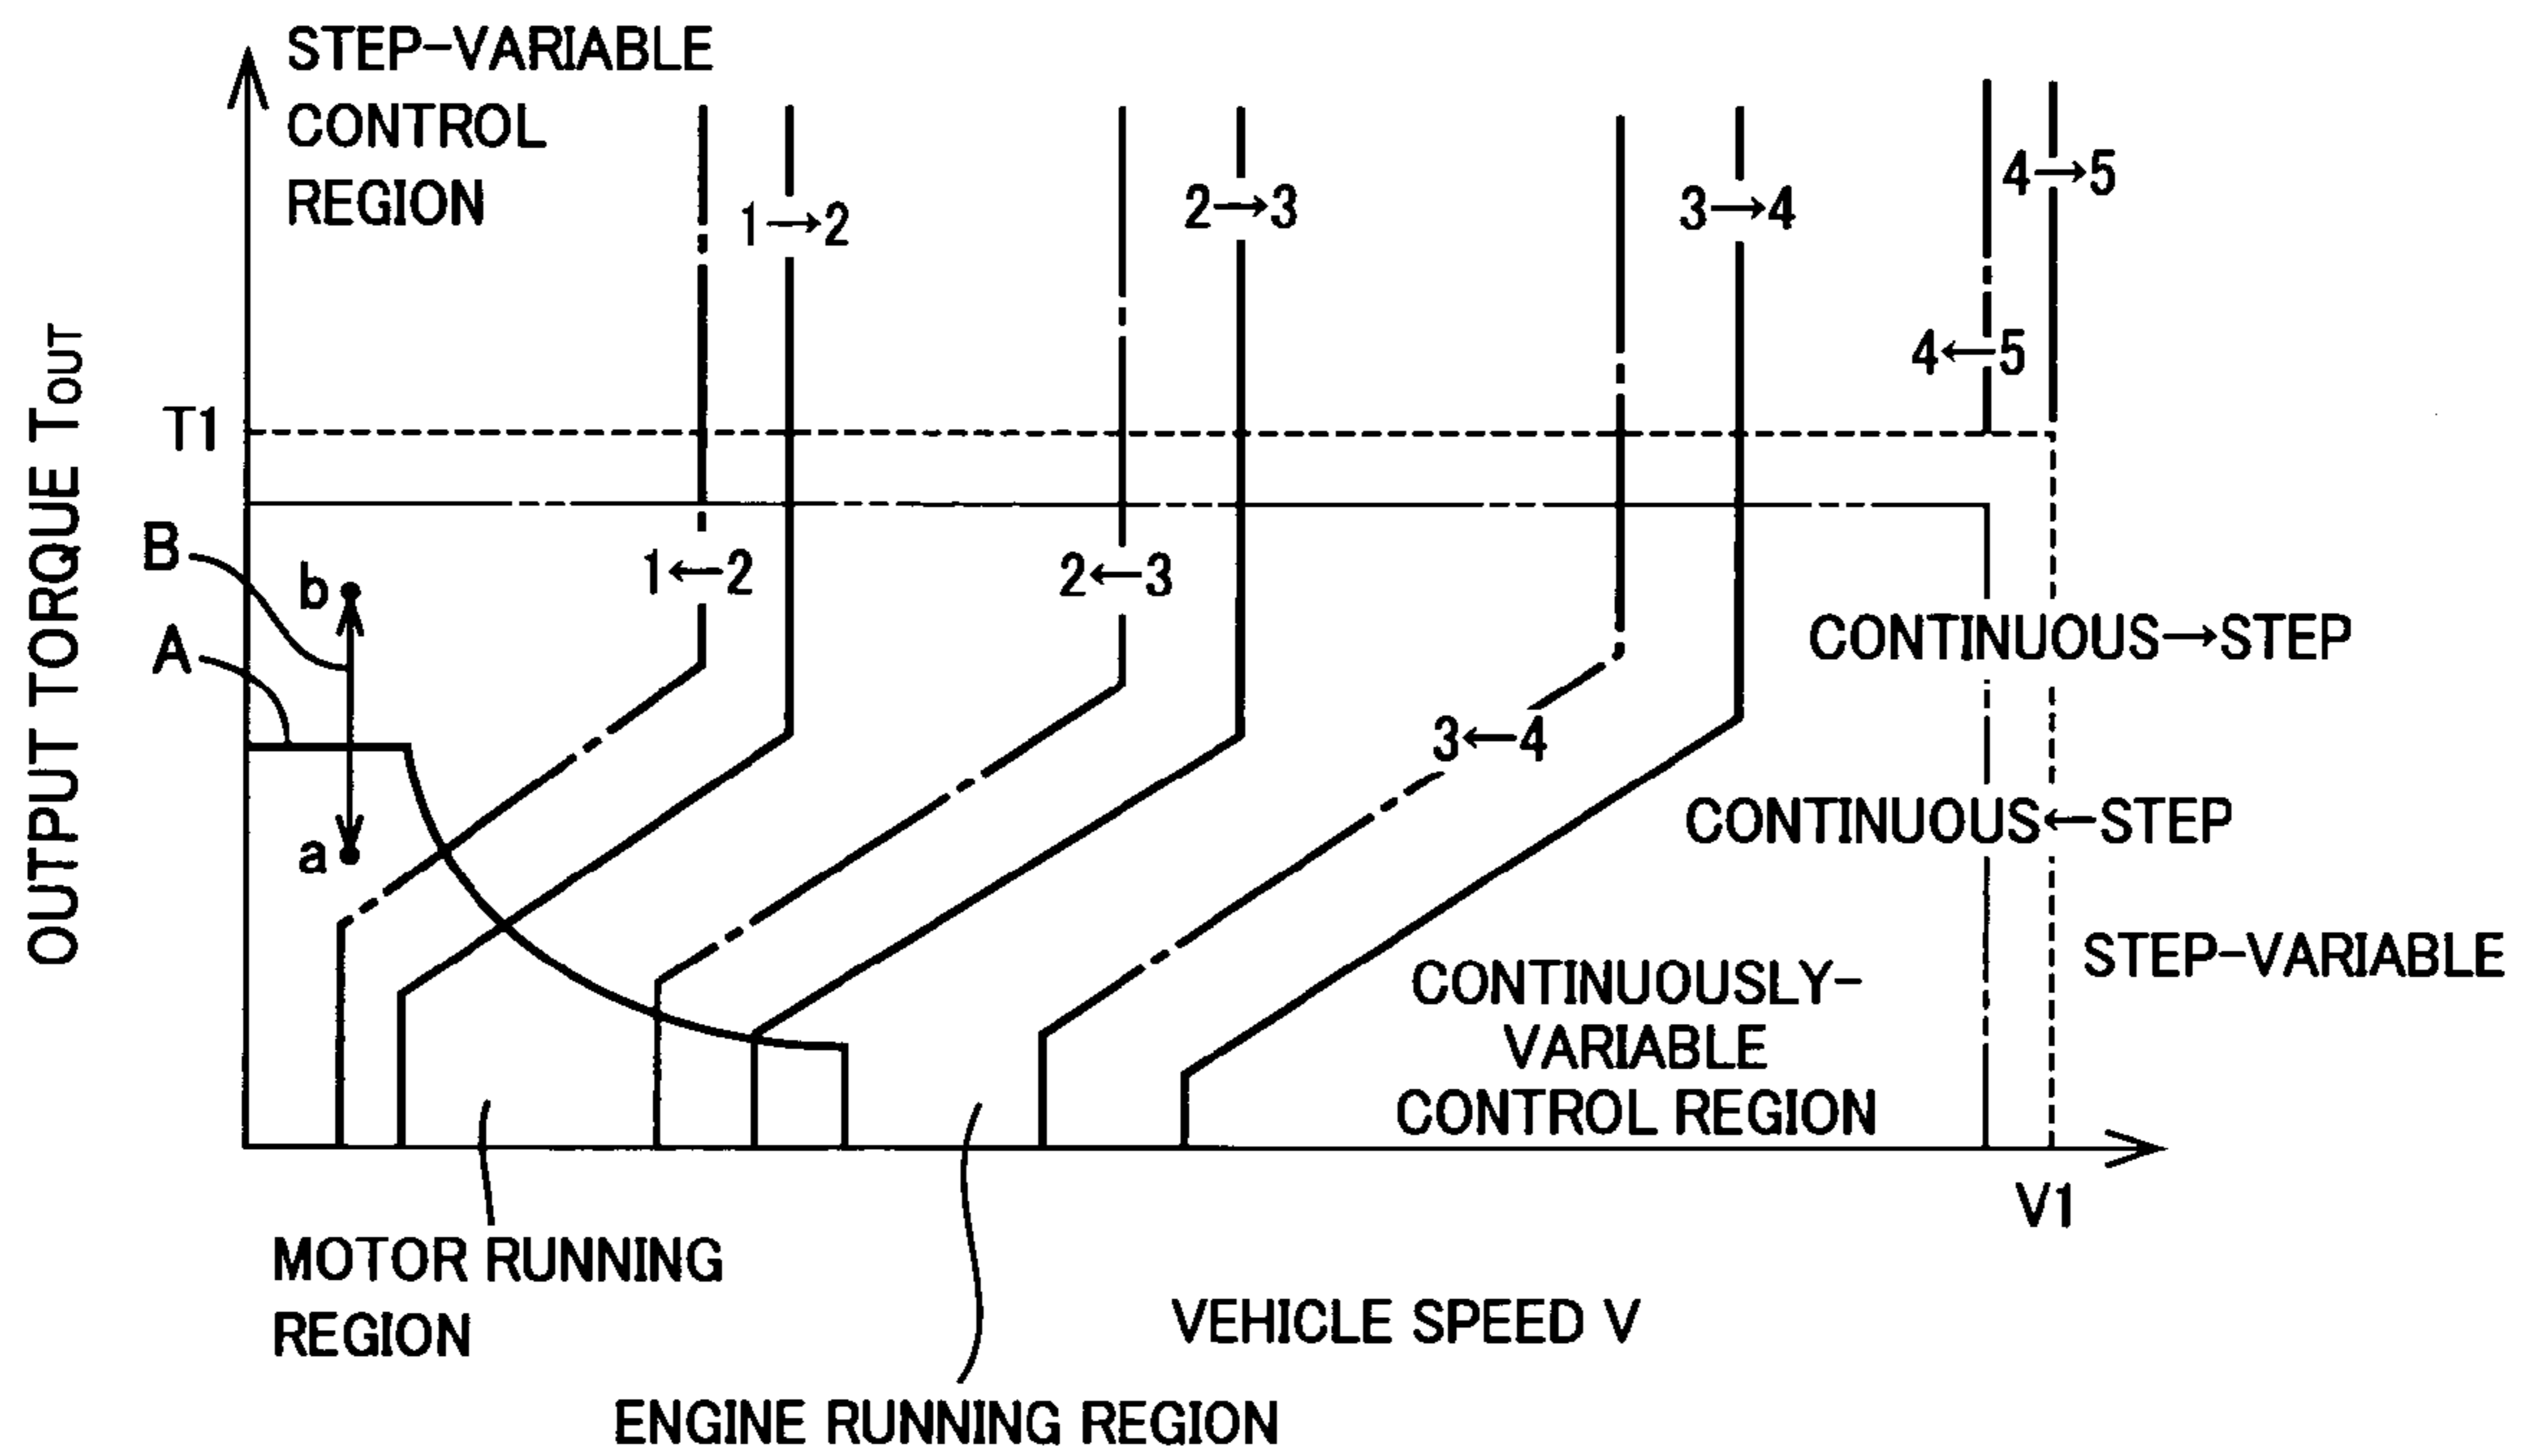 STEP-VARIABLE
CONTROL
REGION
1→2
2→3
3→4
4→5
4←5
OUTPUT TORQUE TOUT
T1
B
b
A
a
1←2
2←3
3←4
CONTINUOUS→STEP
CONTINUOUS←STEP
STEP-VARIABLE
CONTINUOUSLY-
VARIABLE
CONTROL REGION
V1
MOTOR RUNNING
REGION
VEHICLE SPEED V
ENGINE RUNNING REGION